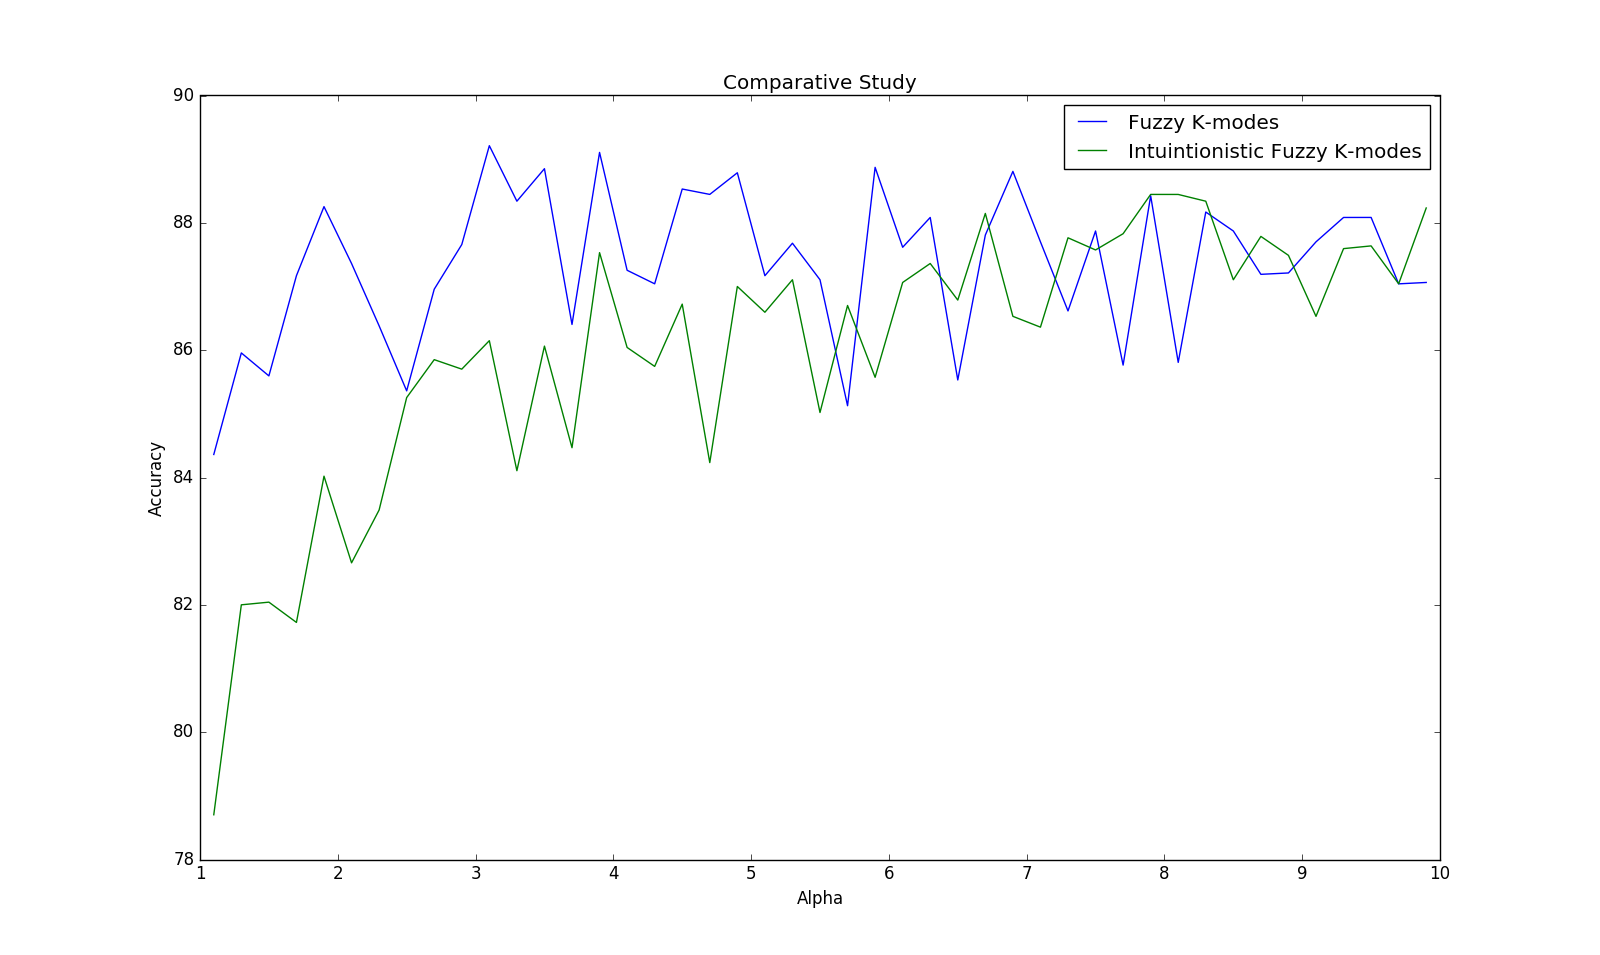 Comparative Study
Fuzzy K-modes
Intuintionistic Fuzzy K-modes
90
88
86
84
82
80
78
Accuracy
1 2 3 4 5 6 7 8 9 10
Alpha